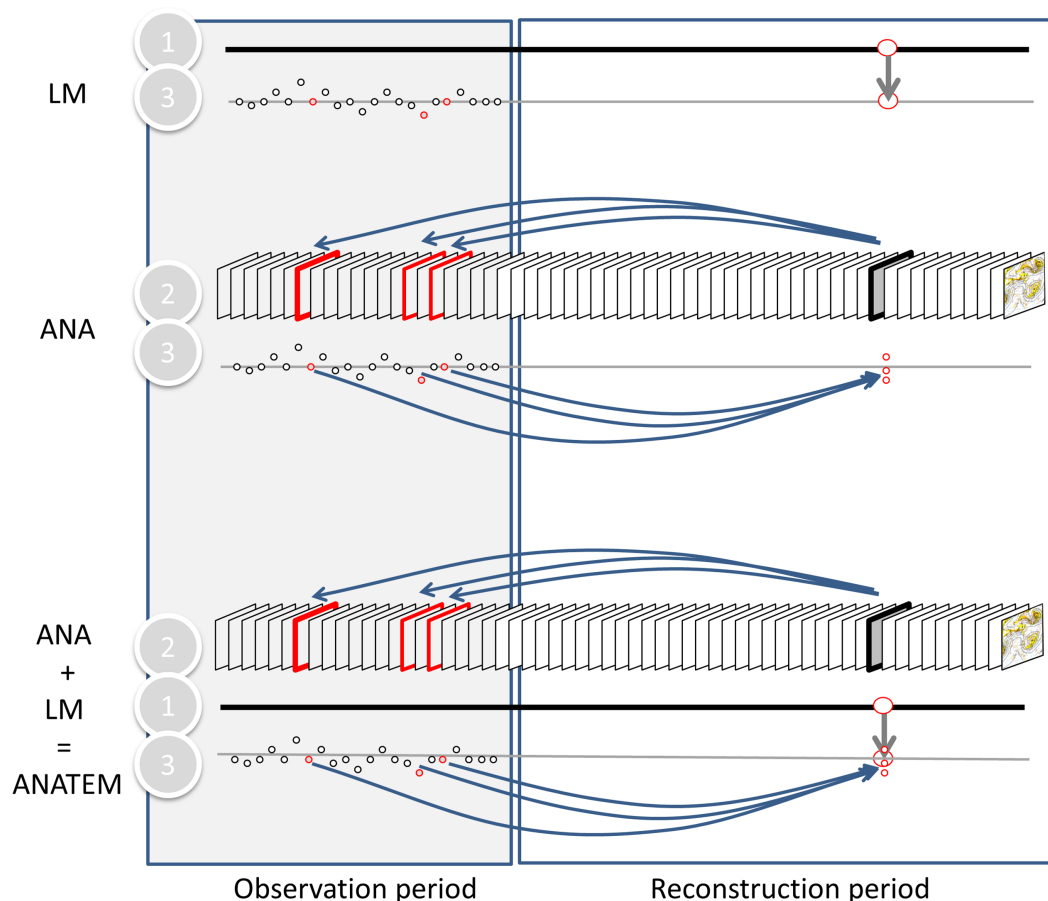 1
LM
3
2
ANA
3
ANA
2
+
LM
1
=
3
ANATEM
Observation period
Reconstruction period